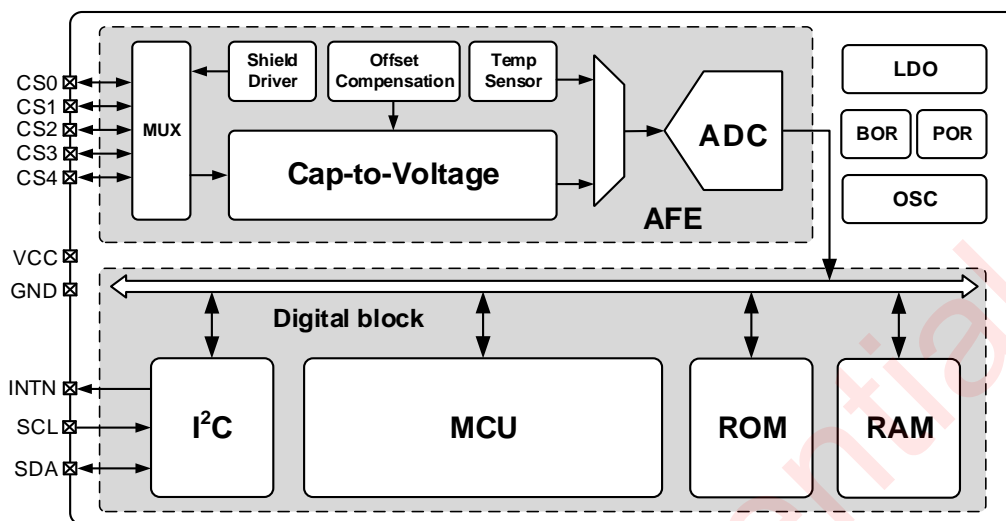 CS0
CS1
CS2
CS3
CS4
VCC
GND
INTN
SCL
SDA
MUX
Shield
Driver
Offset
Compensation
Temp
Sensor
Cap-to-Voltage
ADC
AFE
LDO
BOR
POR
OSC
Digital block
I²C
MCU
ROM
RAM